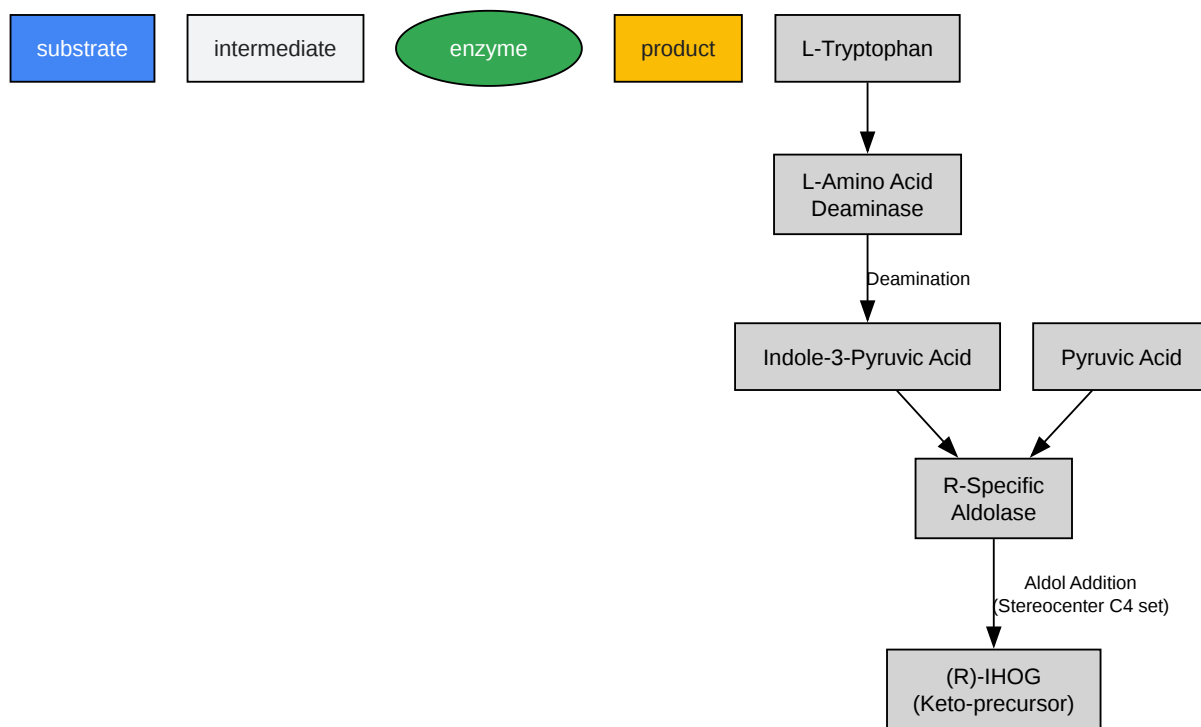 substrate
intermediate
enzyme
product
L-Tryptophan
L-Amino Acid
Deaminase
Deamination
Indole-3-Pyruvic Acid
Pyruvic Acid
R-Specific
Aldolase
Aldol Addition
(Stereocenter C4 set)
(R)-IHOG
(Keto-precursor)